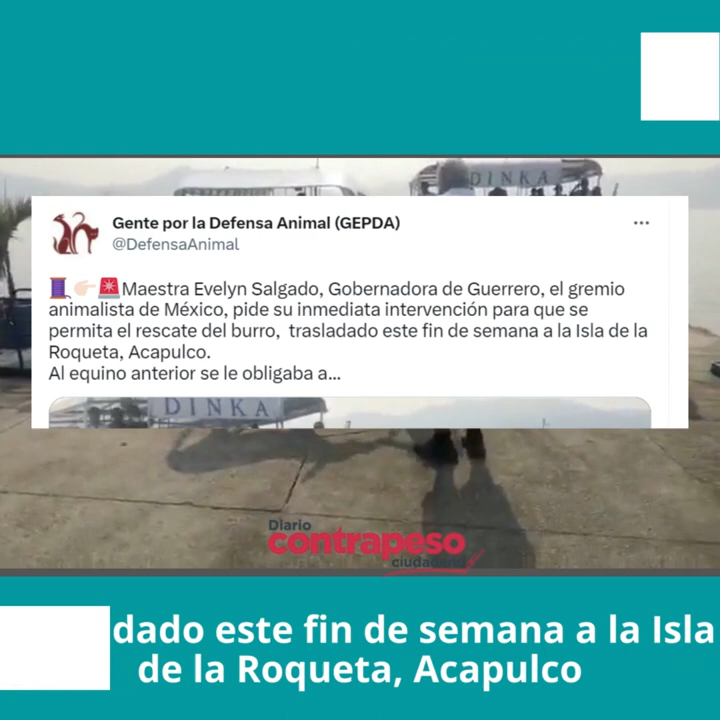 DINKA
Gente por la Defensa Animal (GEPDA)
@DefensaAnimal
Maestra Evelyn Salgado, Gobernadora de Guerrero, el gremio
animalista de México, pide su inmediata intervención para que se
permita el rescate del burro, trasladado este fin de semana a la Isla de la
Roqueta, Acapulco.
Al equino anterior se le obligaba a...
DINKA
Diario
contrapeso
ciudadano
dado este fin de semana a la Isla
de la Roqueta, Acapulco